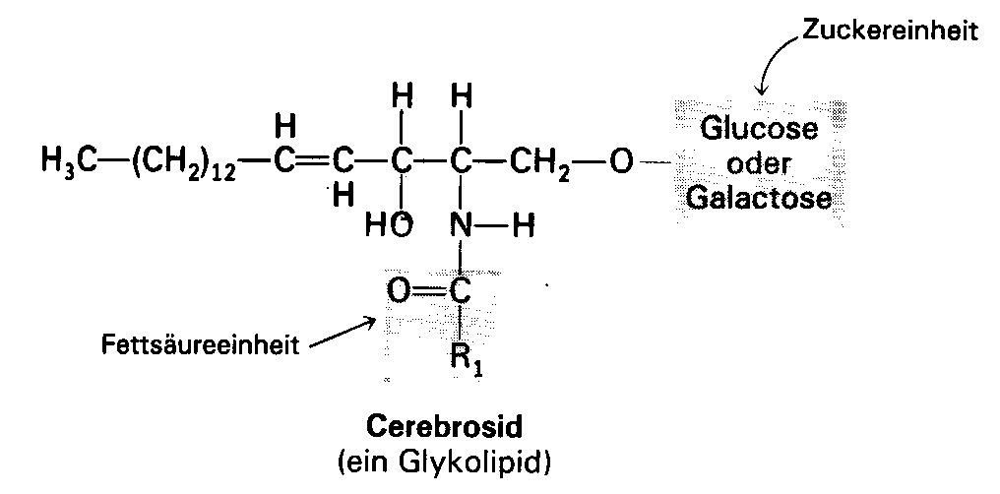 Zuckereinheit
H H
H Glucose
H₃C—(CH₂)₁₂—C=C—C—C—CH₂—O— oder
H Galactose
HO N—H
O=C
Fettsäureeinheit
R₁
Cerebrosid
(ein Glykolipid)